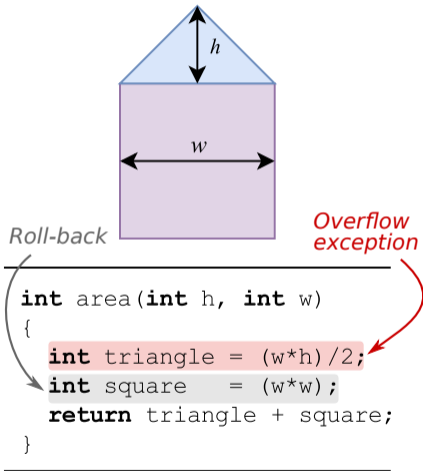 h
w
Roll-back
Overflow
exception
int area(int h, int w)
{
int triangle = (w*h)/2;
int square   = (w*w);
return triangle + square;
}